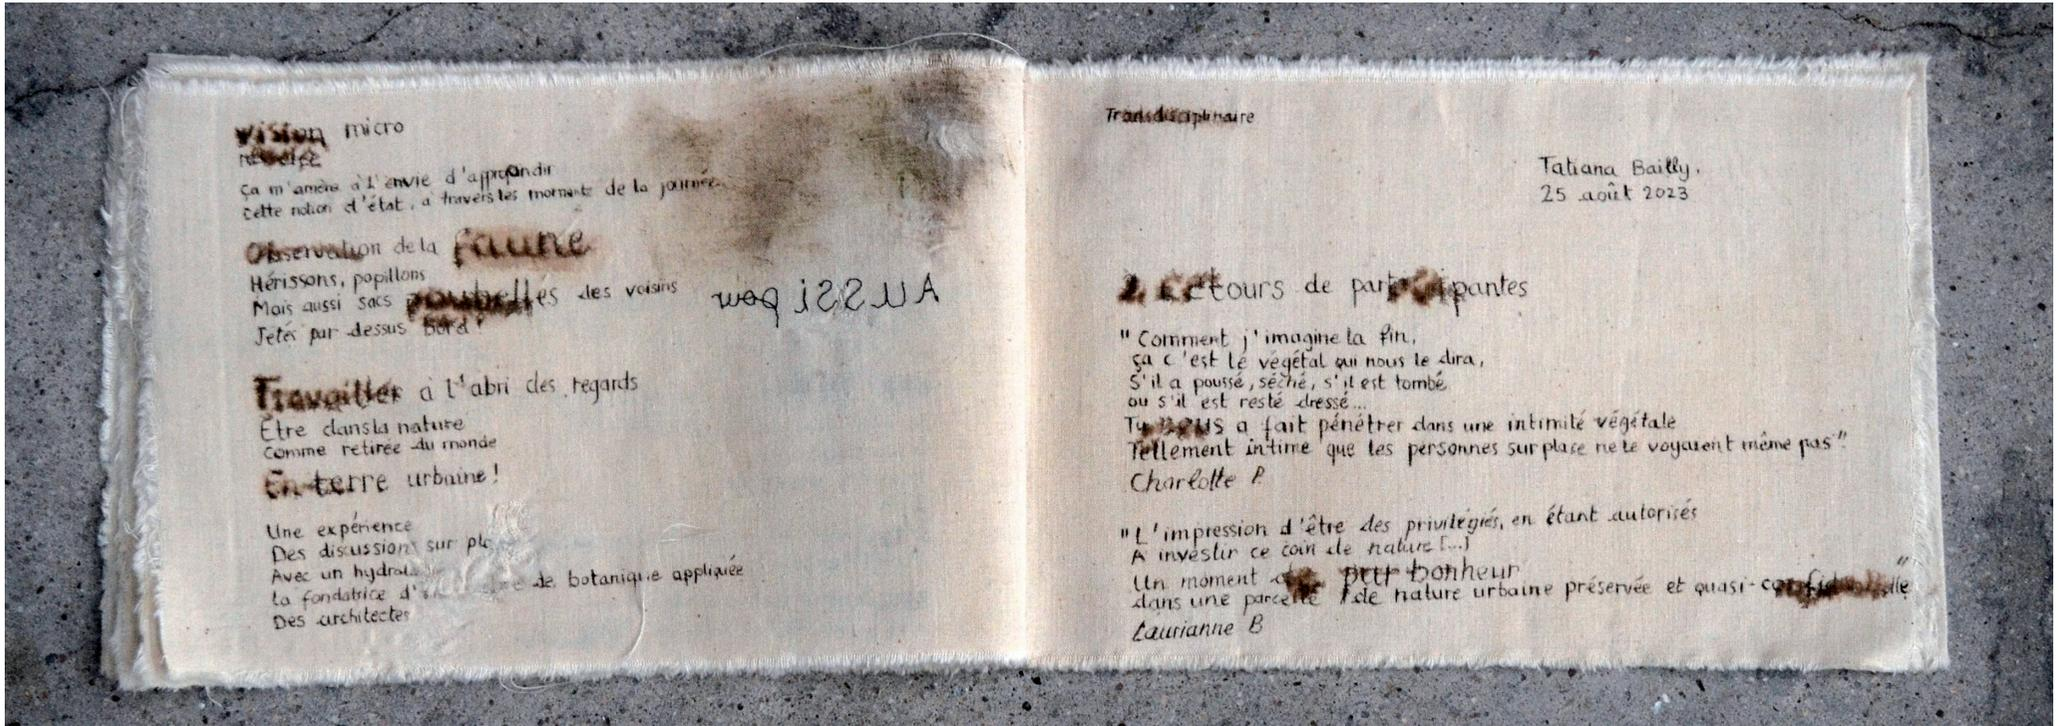 Vision micro
Ça m'amène à l'envie d'approfondir
Cette notion d'état, à travers les moments de la journée
Observation de la faune
Hérissons, papillons
Mais aussi sacs poubelles des voisins
Jetés par dessus bord !
Aussi pour
Travailler à l'abri des regards
Être dans la nature
Comme retirée du monde
En terre urbaine !
Une expérience
Des discussions sur
Avec un
La fondatrice de botanique appliquée
Des architectes
Transdisciplinaire
Tatiana Bailly.
25 août 2023
2 retours de participantes
"Comment j'imagine la fin,
ça c'est le végétal qui nous le dira,
S'il a poussé, séché, s'il est tombé
ou s'il est resté dressé...
Tu nous a fait pénétrer dans une intimité végétale
Tellement intime que les personnes sur place ne le voyaient même pas"
Charlotte P.
"L'impression d'être des privilégiés, en étant autorisés
A investir ce coin de nature [...]
Un moment de pur bonheur
dans une parcelle de nature urbaine préservée et quasi-confidentielle"
Laurianne B